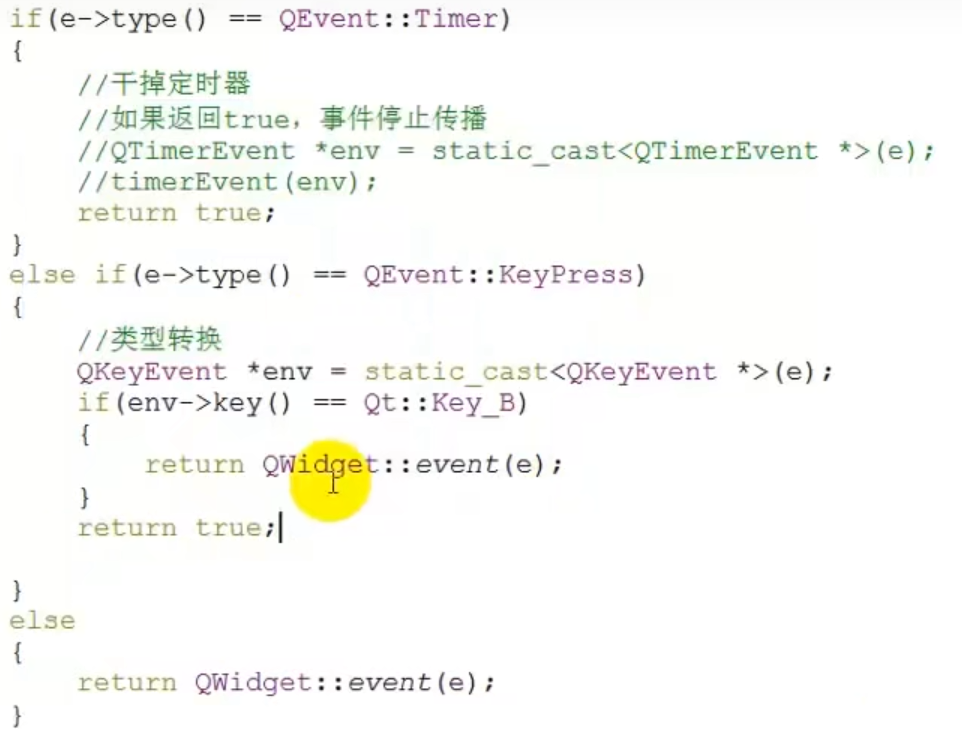 if(e->type() == QEvent::Timer)
{
//干掉定时器
//如果返回true，事件停止传播
//QTimerEvent *env = static_cast<QTimerEvent *>(e);
//timerEvent(env);
return true;
}
else if(e->type() == QEvent::KeyPress)
{
//类型转换
QKeyEvent *env = static_cast<QKeyEvent *>(e);
if(env->key() == Qt::Key_B)
{
return QWidget::event(e);
}
return true;
}
else
{
return QWidget::event(e);
}